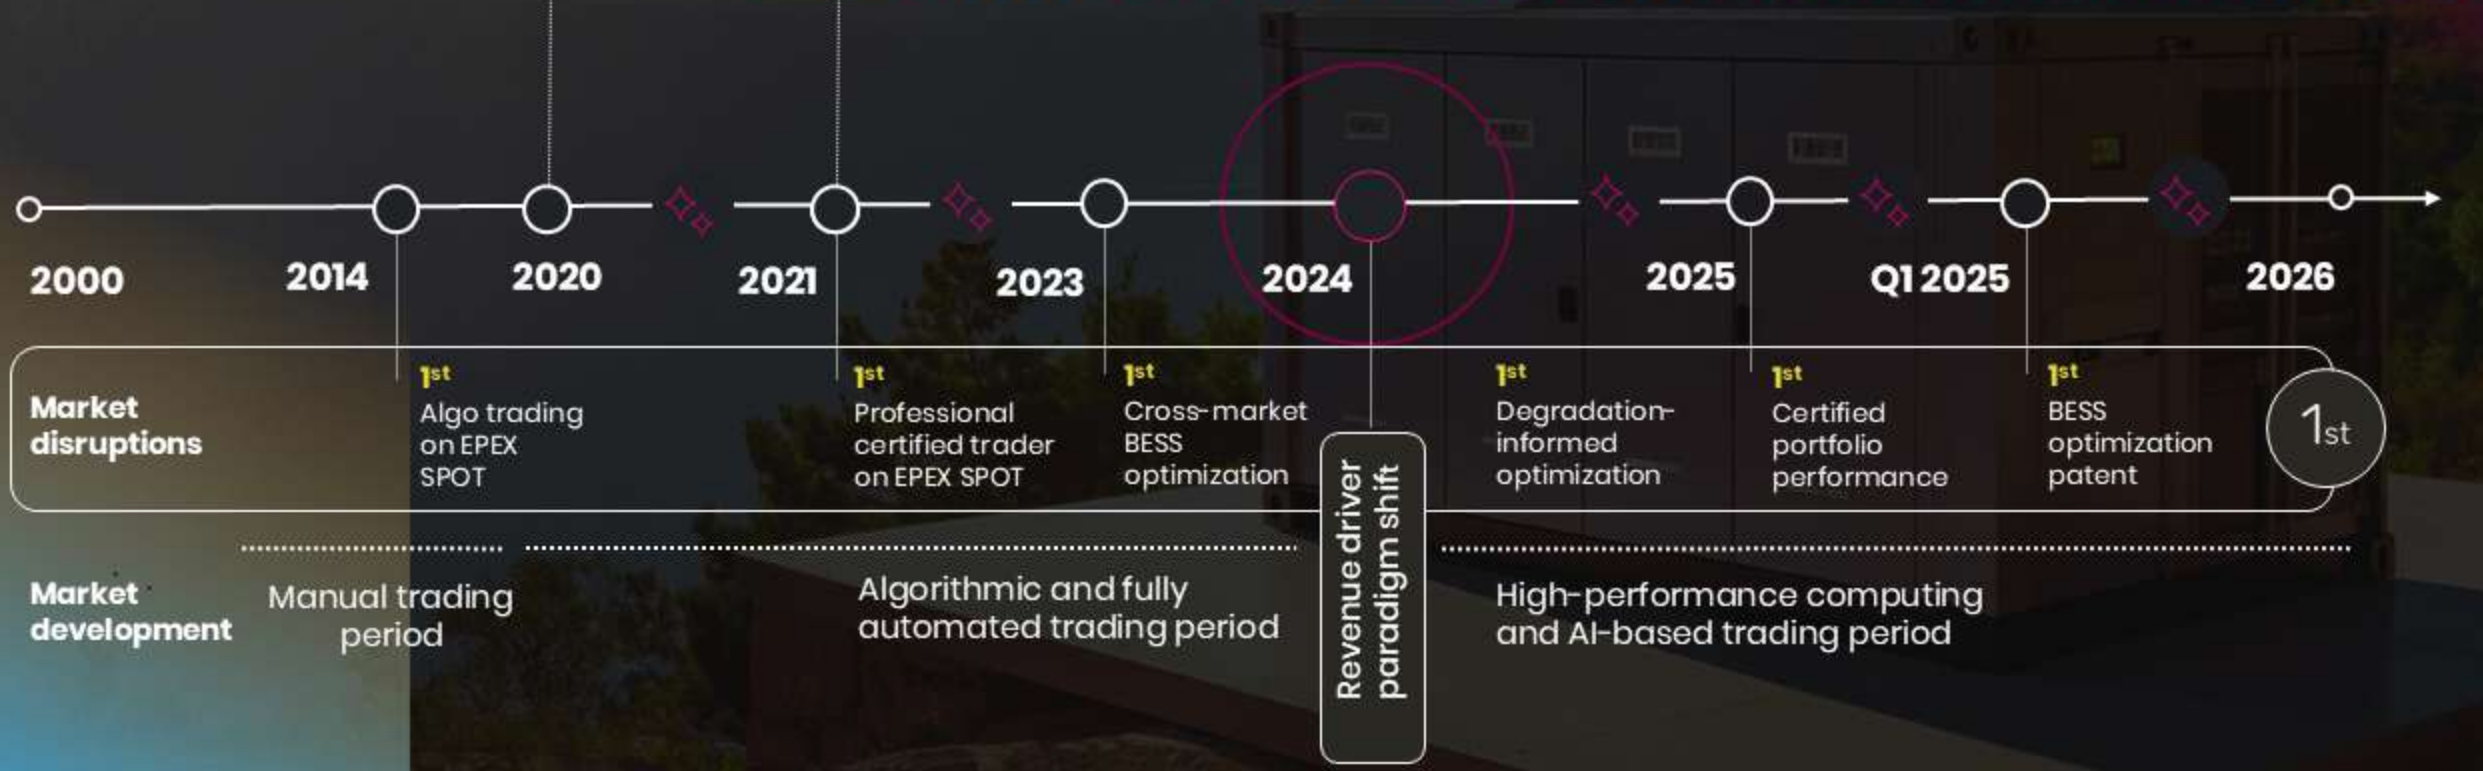 2000
2014
2020
2021
2023
2024
2025
Q1 2025
2026
Market
disruptions
1st
Algo trading
on EPEX
SPOT
1st
Professional
certified trader
on EPEX SPOT
1st
Cross-market
BESS
optimization
1st
Degradation-
informed
optimization
1st
Certified
portfolio
performance
1st
BESS
optimization
patent
1st
Revenue driver
paradigm shift
Market
development
Manual trading
period
Algorithmic and fully
automated trading period
High-performance computing
and AI-based trading period